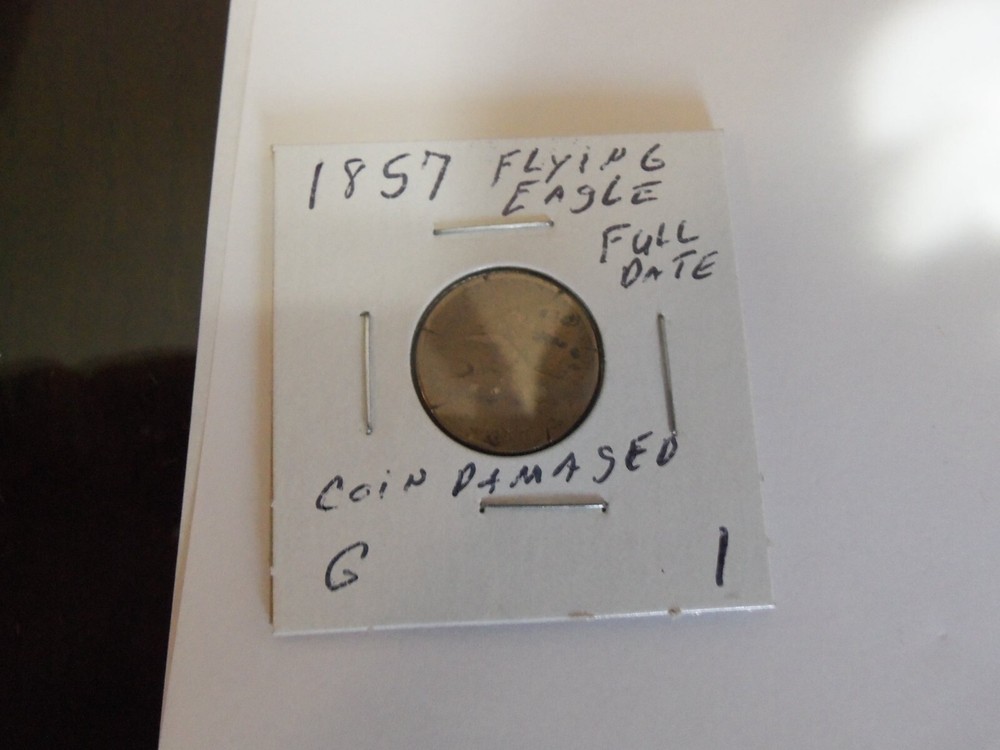 1857 FLYiNG
EAgLE
FULL
DATE
COiN DAMAgED
G 1